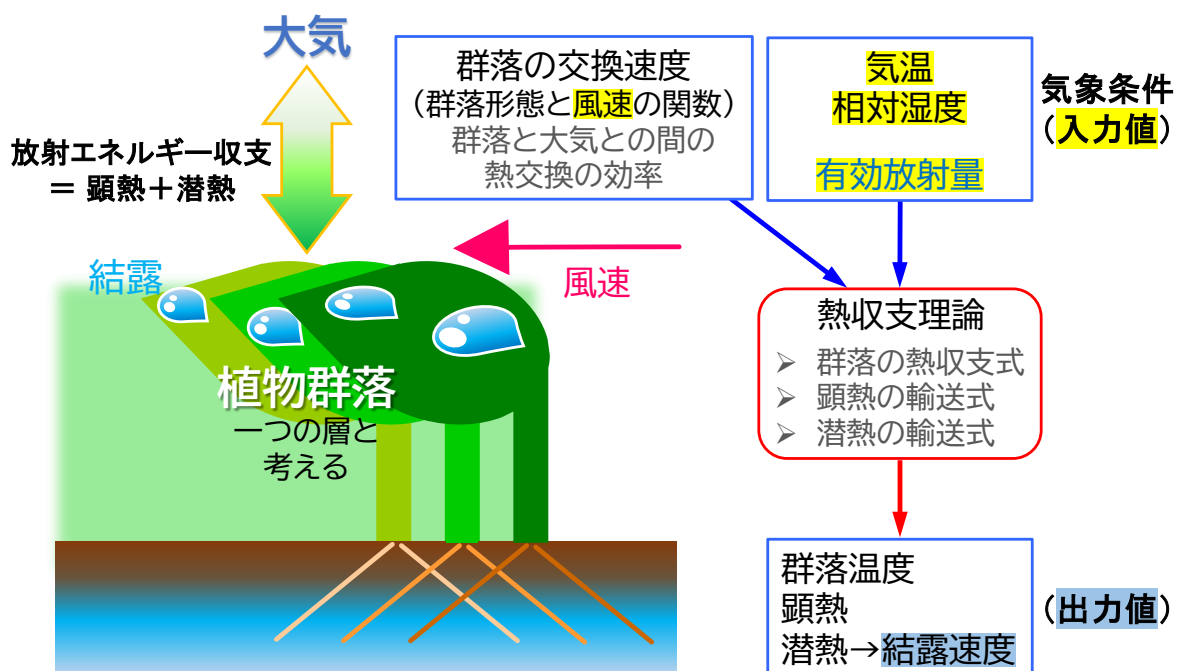 大気
放射エネルギー収支
＝ 顕熱＋潜熱
結露
風速
植物群落
一つの層と
考える
群落の交換速度
（群落形態と風速の関数）
群落と大気との間の
熱交換の効率
気温
相対湿度
有効放射量
気象条件
（入力値）
熱収支理論
➢ 群落の熱収支式
➢ 顕熱の輸送式
➢ 潜熱の輸送式
群落温度
顕熱
潜熱→結露速度
（出力値）